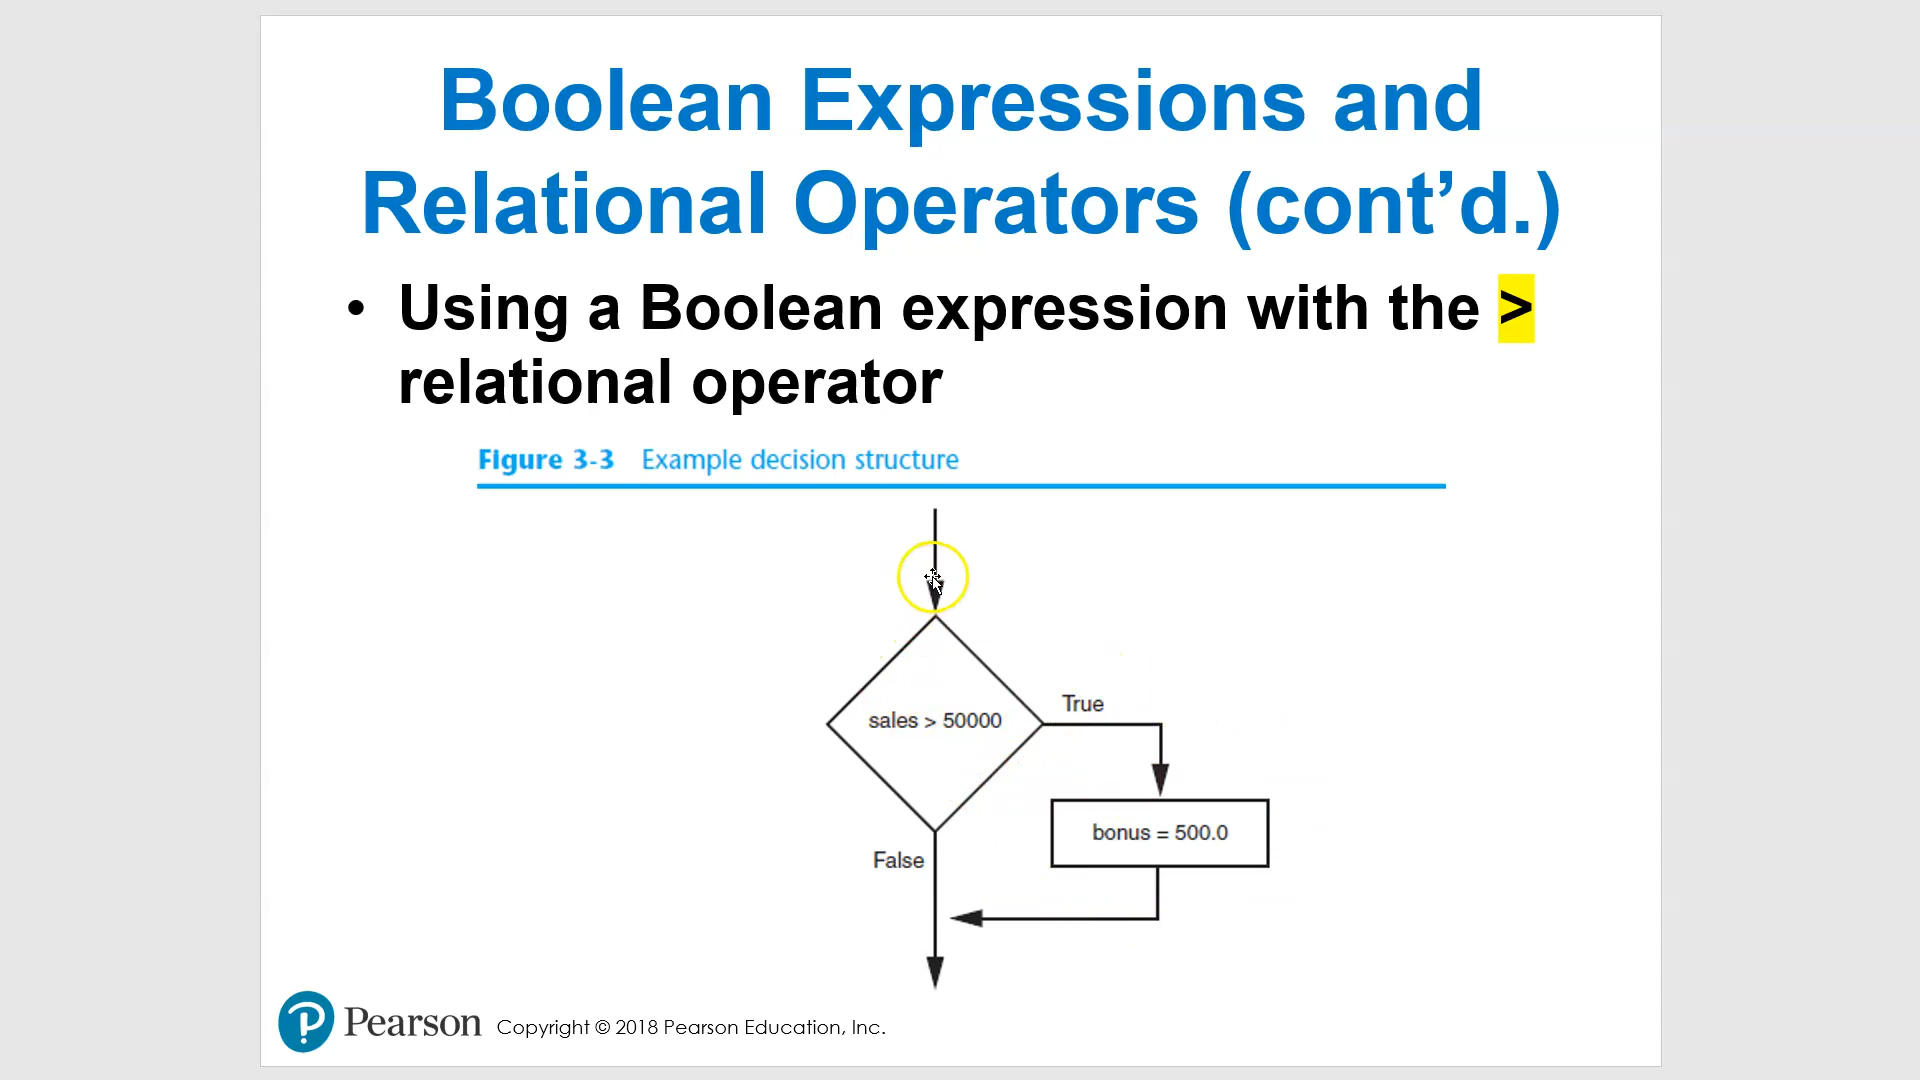 Boolean Expressions and
Relational Operators (cont’d.)
• Using a Boolean expression with the >
relational operator
Figure 3-3 Example decision structure
sales > 50000
True
bonus = 500.0
False
Pearson Copyright © 2018 Pearson Education, Inc.